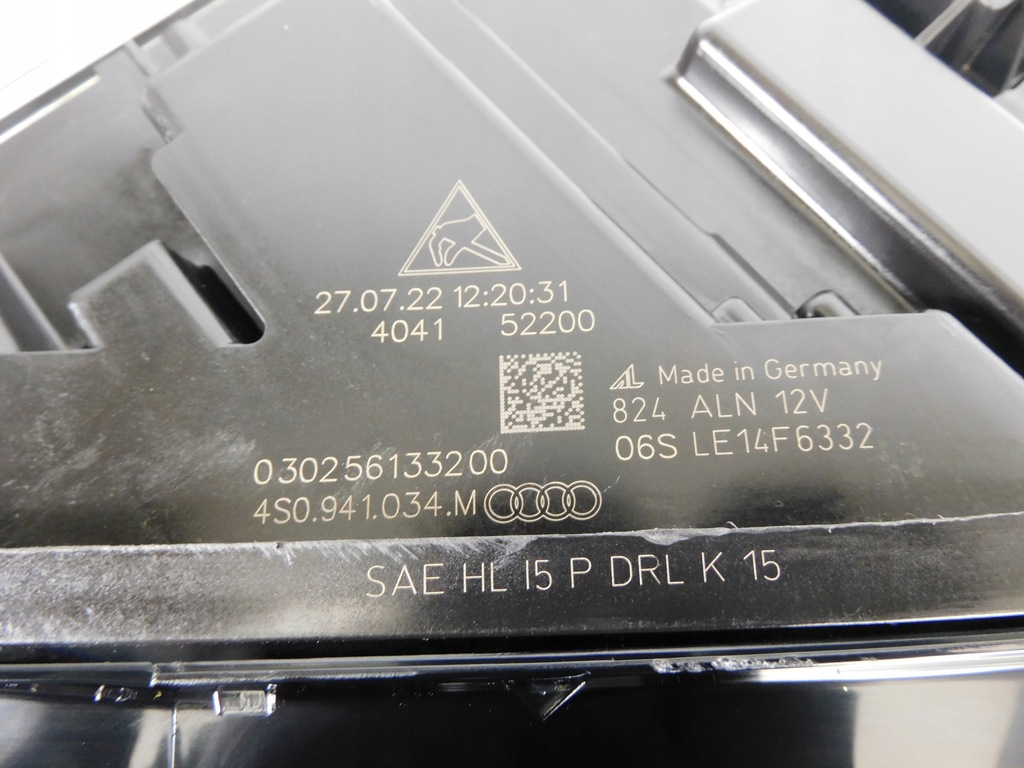 27.07.22 12:20:31
4041 52200
Made in Germany
824 ALN 12V
06S LE14F6332
030256133200
4S0.941.034.M
SAE HL I5 P DRL K 15